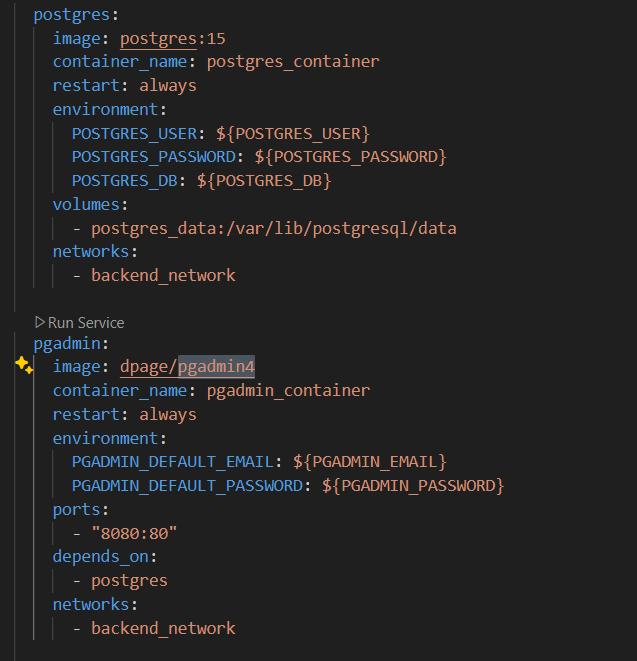 postgres:
image: postgres:15
container_name: postgres_container
restart: always
environment:
POSTGRES_USER: ${POSTGRES_USER}
POSTGRES_PASSWORD: ${POSTGRES_PASSWORD}
POSTGRES_DB: ${POSTGRES_DB}
volumes:
- postgres_data:/var/lib/postgresql/data
networks:
- backend_network
Run Service
pgadmin:
image: dpage/pgadmin4
container_name: pgadmin_container
restart: always
environment:
PGADMIN_DEFAULT_EMAIL: ${PGADMIN_EMAIL}
PGADMIN_DEFAULT_PASSWORD: ${PGADMIN_PASSWORD}
ports:
- "8080:80"
depends_on:
- postgres
networks:
- backend_network